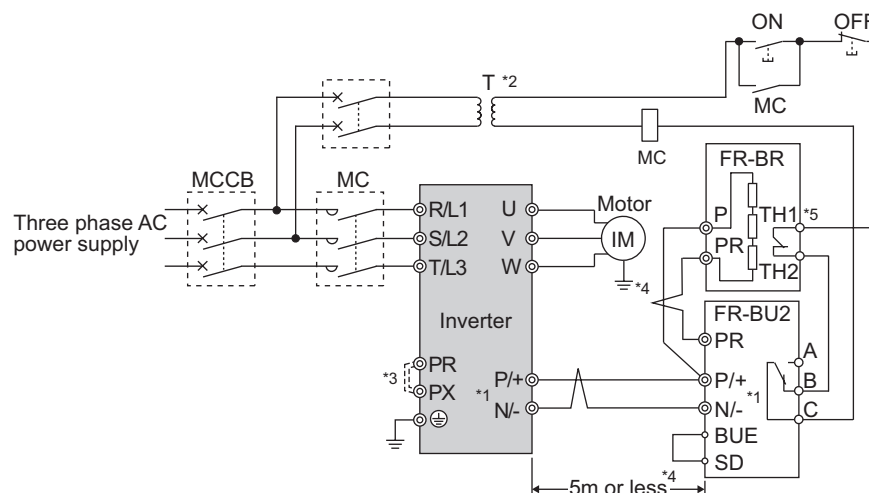 ON
OFF
T *2
MC
MC
FR-BR
MCCB
MC
Three phase AC
power supply
R/L1
S/L2
T/L3
U
V
W
Motor
IM
P
PR
TH1 *5
TH2
*4
FR-BU2
Inverter
PR
A
*3
PR
PX
*1
P/+
N/-
P/+
N/- *1
B
C
BUE
SD
5m or less *4